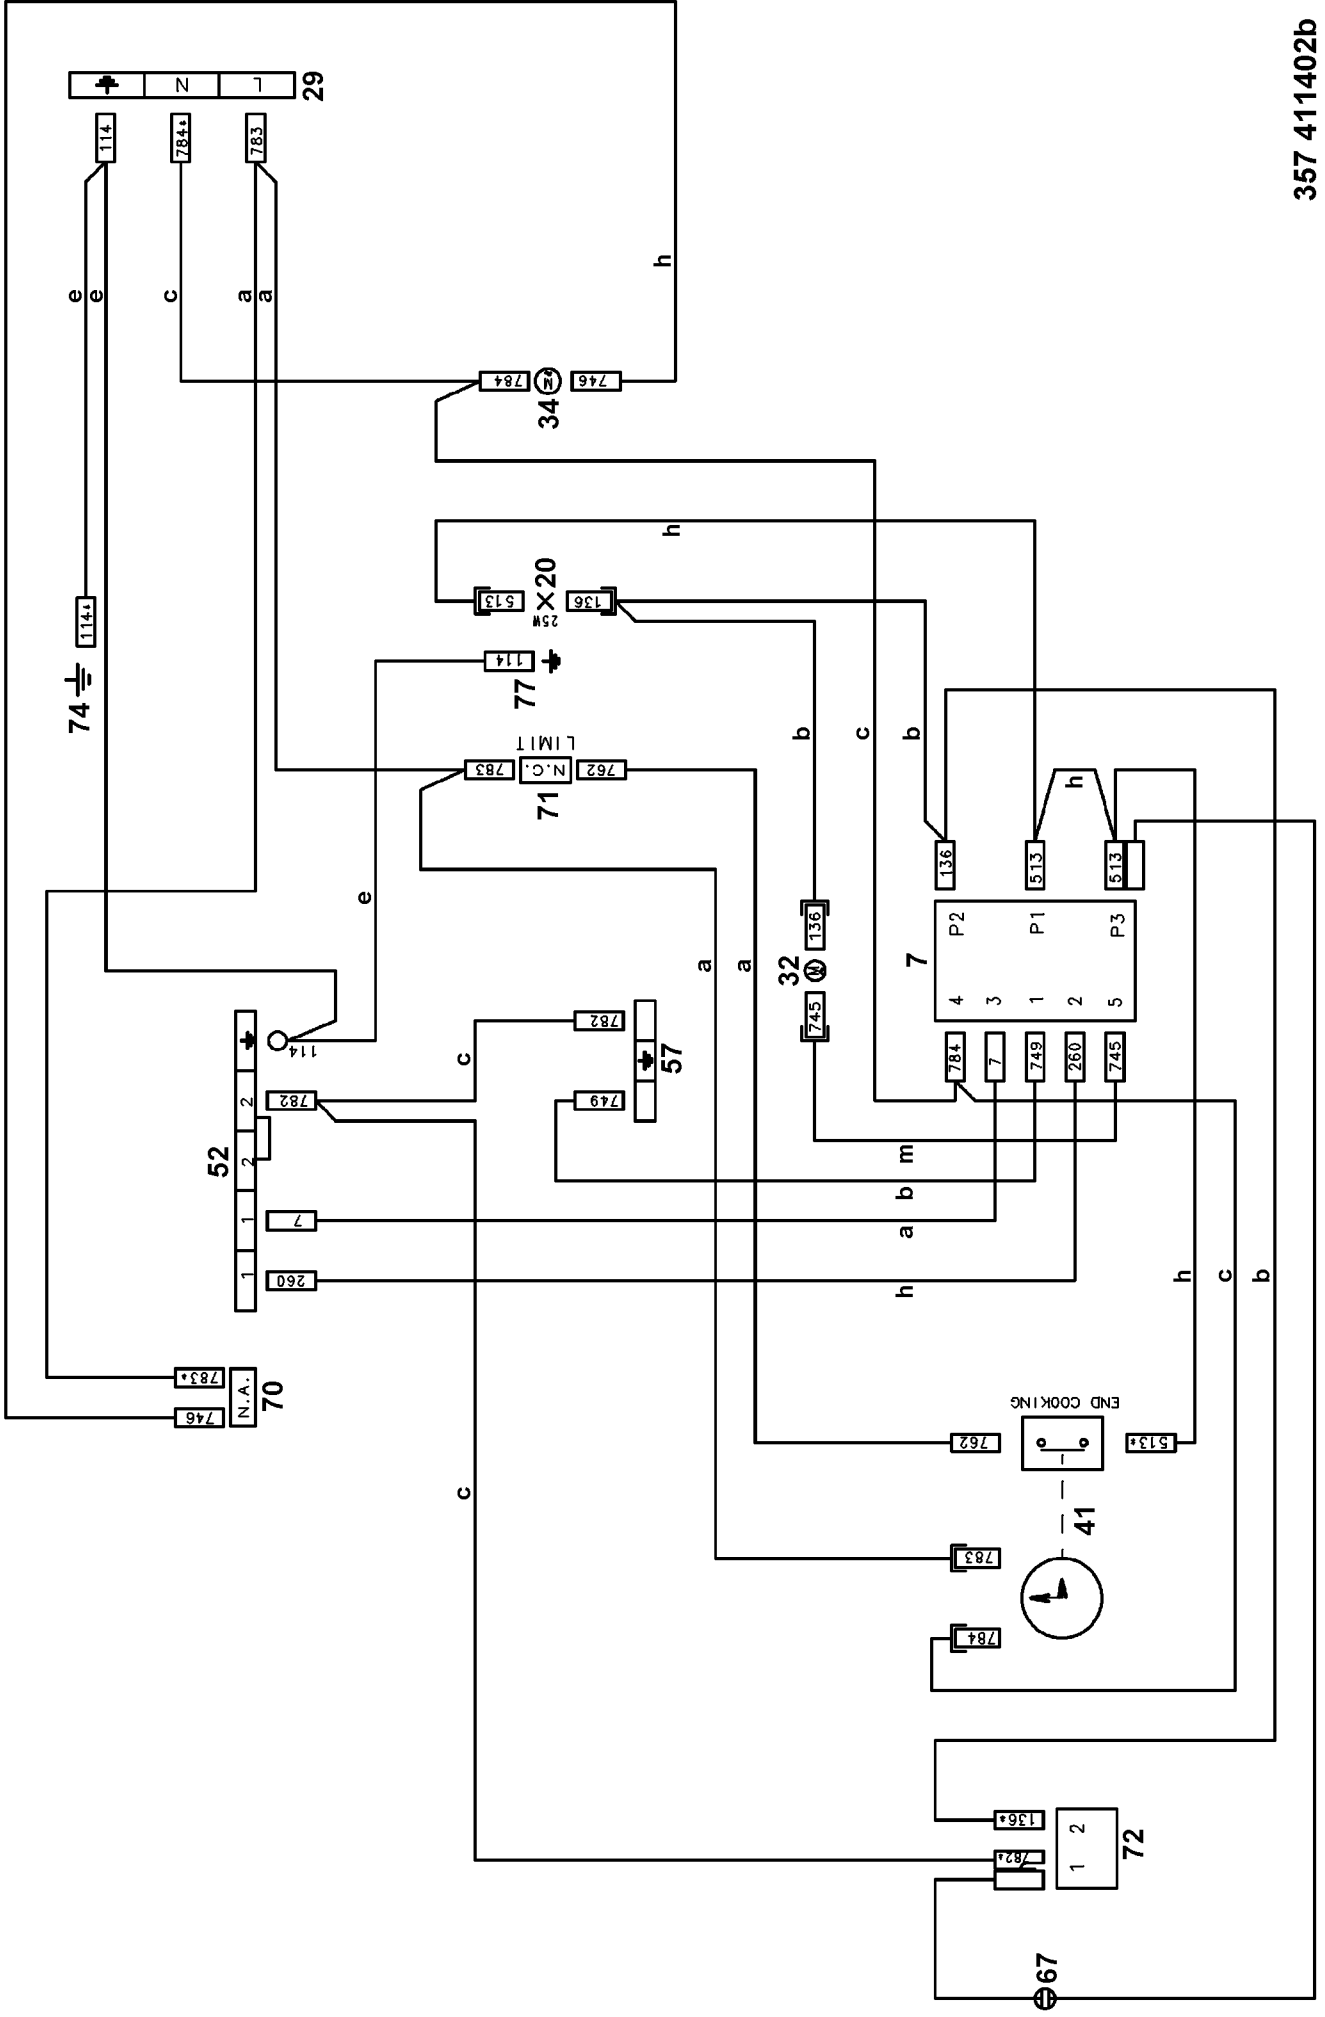 357 411402b
N
L
29
114
784*
783
e
e
c
a
a
h
784
M
746
34
h
513
20
136
25W
114*
74
114
77
LIMIT
783
N.C.
762
71
b
c
b
h
136
513
513
e
a
a
136
32
M
745
7
P2
P1
P3
4
3
1
2
5
784
7
749
260
745
114
c
782
749
57
52
2
2
1
1
782
7
260
m
b
a
h
h
c
b
783*
746
N.A.
70
c
END COOKING
762
513*
41
783
784
136*
782*
1
2
72
67